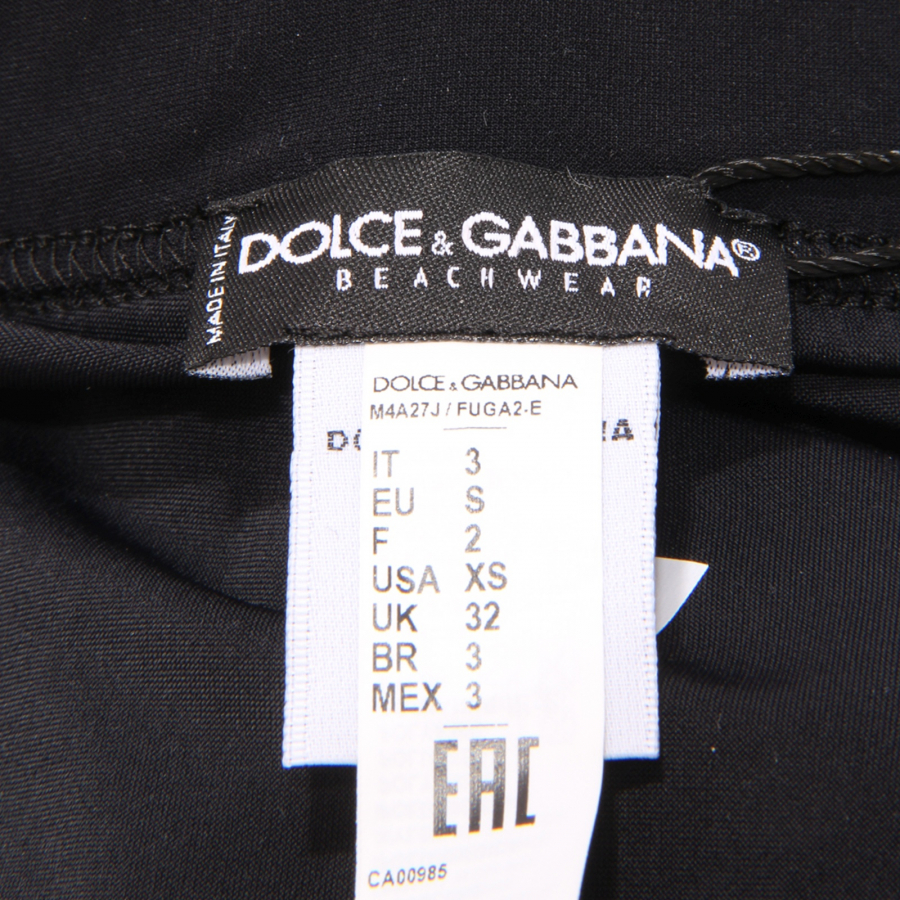 MADE IN ITALY
DOLCE & GABBANA®
BEACHWEAR
DOLCE & GABBANA
M4A27J / FUGA2-E
IT 3
EU S
F 2
USA XS
UK 32
BR 3
MEX 3
EAC
CA00985